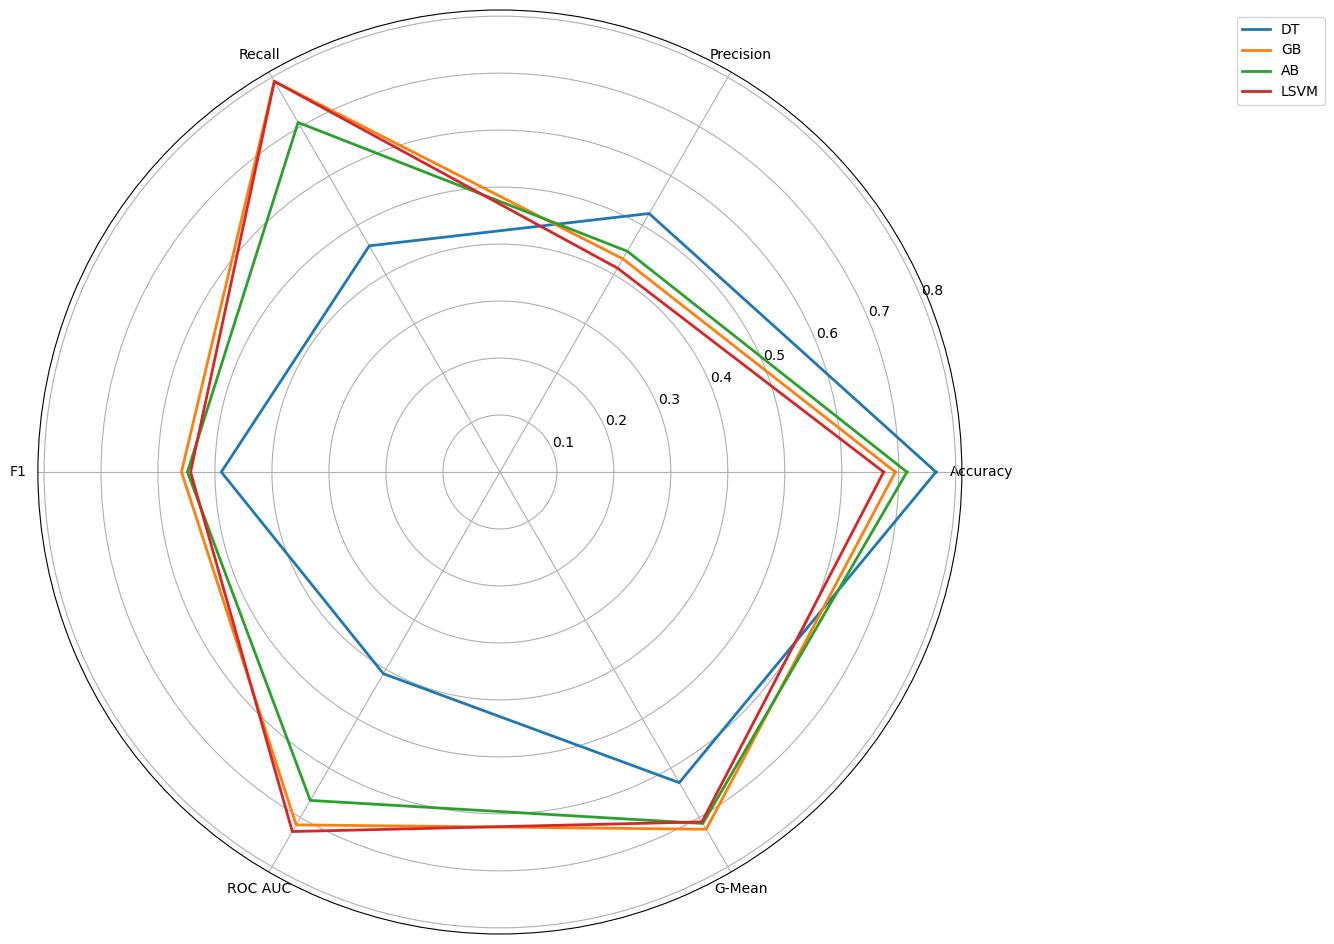 DT
GB
AB
LSVM
Recall
Precision
0.8
0.7
0.6
0.5
0.4
0.3
0.2
0.1
F1
Accuracy
ROC AUC
G-Mean